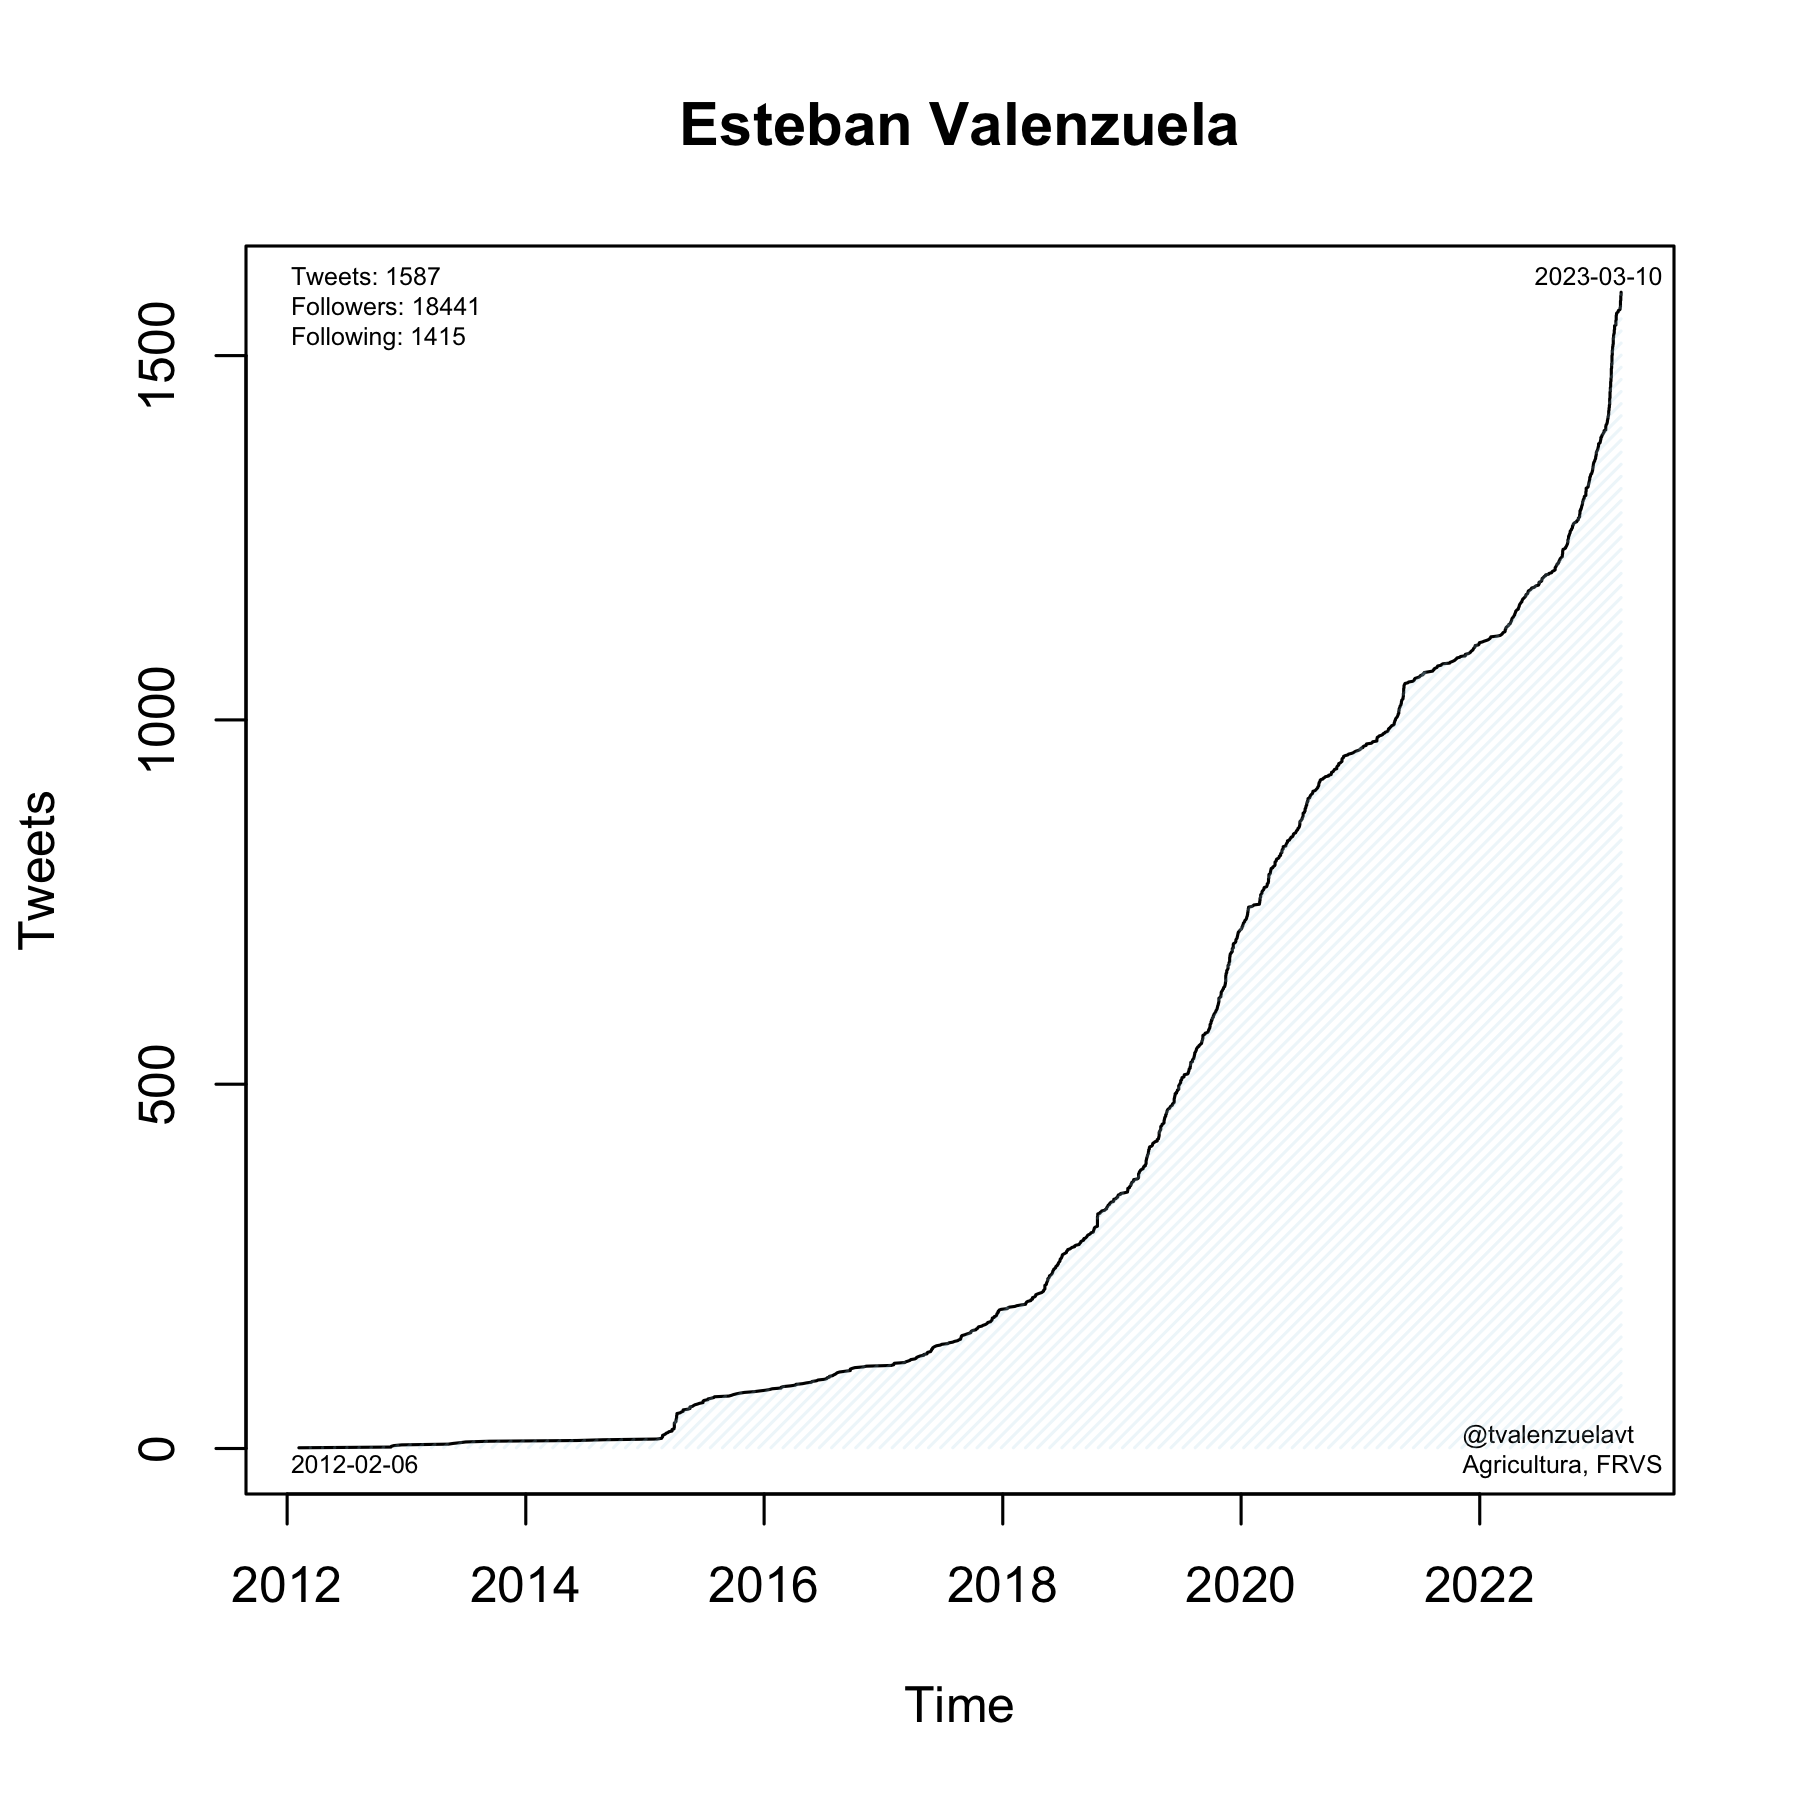 Esteban Valenzuela
Tweets: 1587
Followers: 18441
Following: 1415
2023-03-10
1500
1000
500
0
Tweets
@tvalenzuelavt
Agricultura, FRVS
2012-02-06
2012 2014 2016 2018 2020 2022
Time